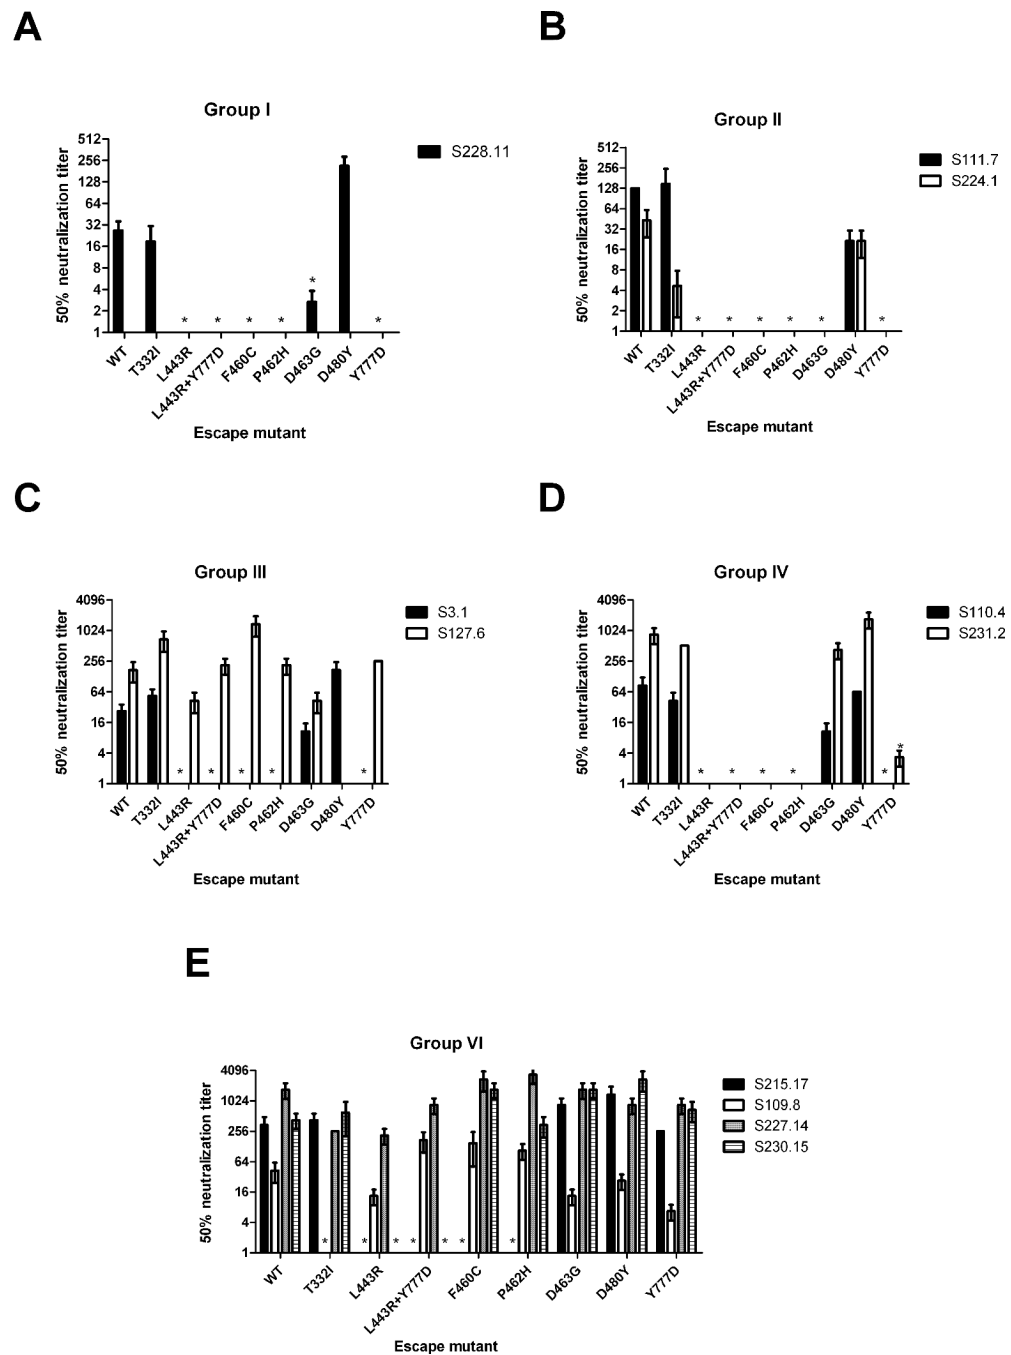 A
Group I
50% neutralization titer
512
256
128
64
32
16
8
4
2
1
* * * * * *
WT T332I L443R L443R+Y777D F460C P462H D463G D480Y Y777D
Escape mutant
S228.11
B
Group II
50% neutralization titer
512
256
128
64
32
16
8
4
2
1
* * * * * *
WT T332I L443R L443R+Y777D F460C P462H D463G D480Y Y777D
Escape mutant
S111.7
S224.1
C
Group III
50% neutralization titer
4096
1024
256
64
16
4
1
* * * * *
WT T332I L443R L443R+Y777D F460C P462H D463G D480Y Y777D
Escape mutant
S3.1
S127.6
D
Group IV
50% neutralization titer
4096
1024
256
64
16
4
1
* * * * * *
WT T332I L443R L443R+Y777D F460C P462H D463G D480Y Y777D
Escape mutant
S110.4
S231.2
E
Group VI
50% neutralization titer
4096
1024
256
64
16
4
1
* * * * * * *
WT T332I L443R L443R+Y777D F460C P462H D463G D480Y Y777D
Escape mutant
S215.17
S109.8
S227.14
S230.15